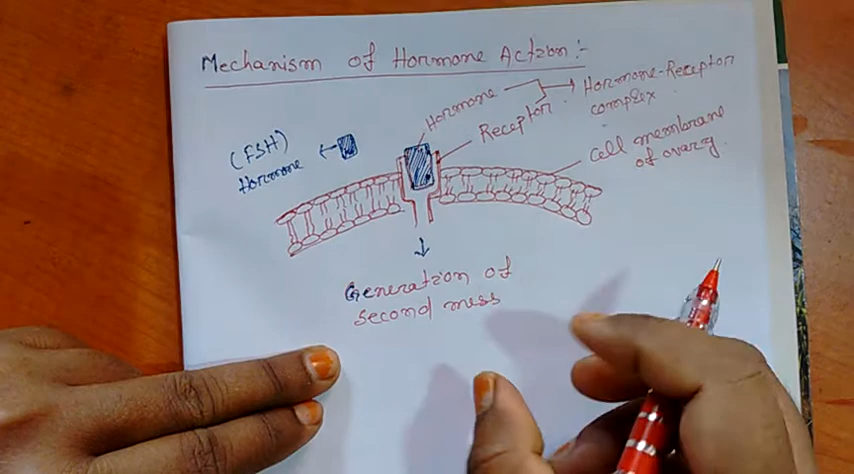 Mechanism of Hormone Action:-
Hormone
Receptor
Hormone-Receptor
complex
(FSH)
Hormone
Cell membrane
of ovary
Generation of
second mess